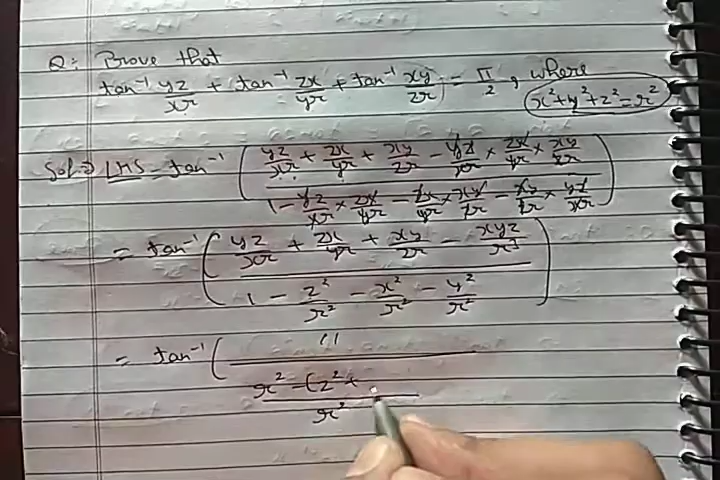 Q: Prove that
tan⁻¹ yz/xr + tan⁻¹ zx/yr + tan⁻¹ xy/zr = π/2, where
x²+y²+z²=r²
Sol → LHS = tan⁻¹ ( (yz/xr + zx/yr + xy/zr − yz/xr × zx/yr × xy/zr) / (1 − yz/xr × zx/yr − zx/yr × xy/zr − xy/zr × yz/xr) )
= tan⁻¹ ( (yz/xr + zx/yr + xy/zr − xyz/r³) / (1 − z²/r² − x²/r² − y²/r²) )
= tan⁻¹ ( " / ((r² − (z² +) / r²)